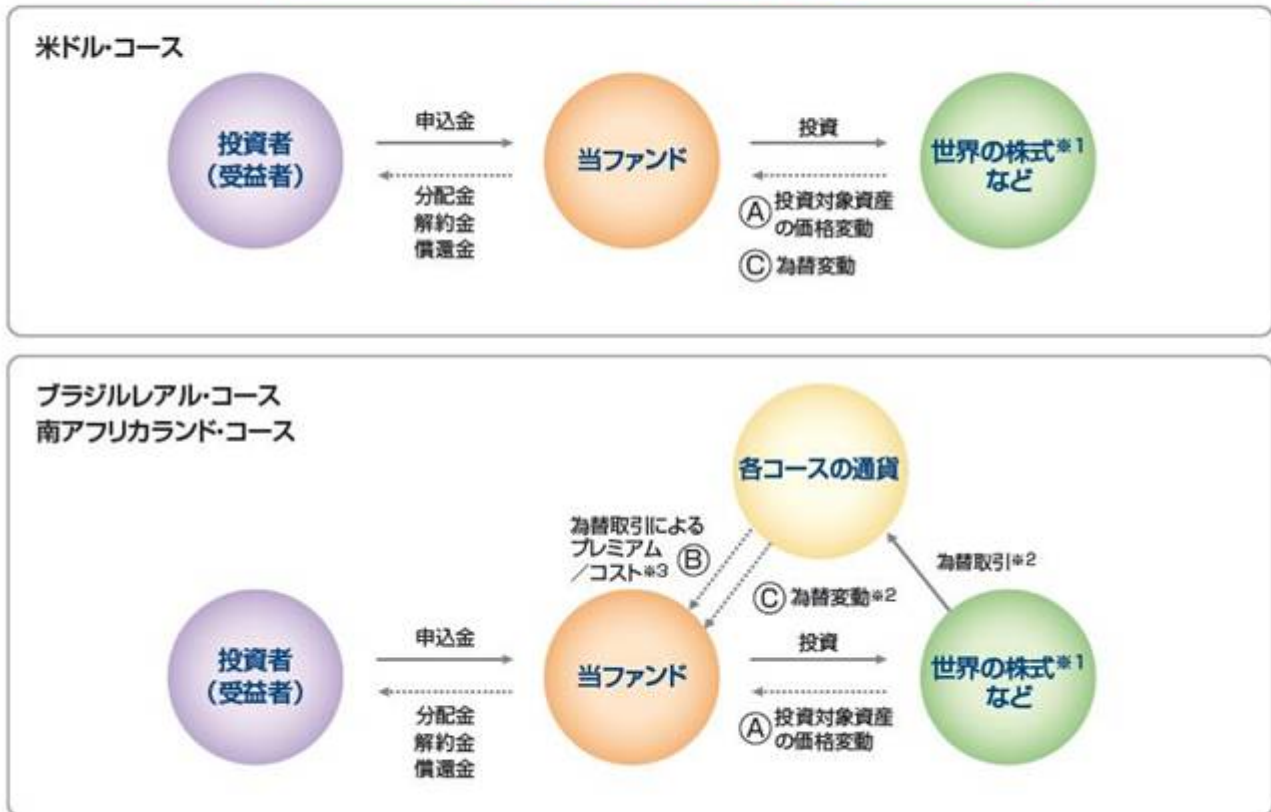 米ドル・コース
投資者
(受益者)
申込金
分配金
解約金
償還金
当ファンド
投資
Ⓐ投資対象資産
の価格変動
Ⓒ為替変動
世界の株式※1
など
ブラジルレアル・コース
南アフリカランド・コース
各コースの通貨
為替取引による
プレミアム
/コスト※3 Ⓑ
Ⓒ為替変動※2
為替取引※2
投資者
(受益者)
申込金
分配金
解約金
償還金
当ファンド
投資
Ⓐ投資対象資産
の価格変動
世界の株式※1
など